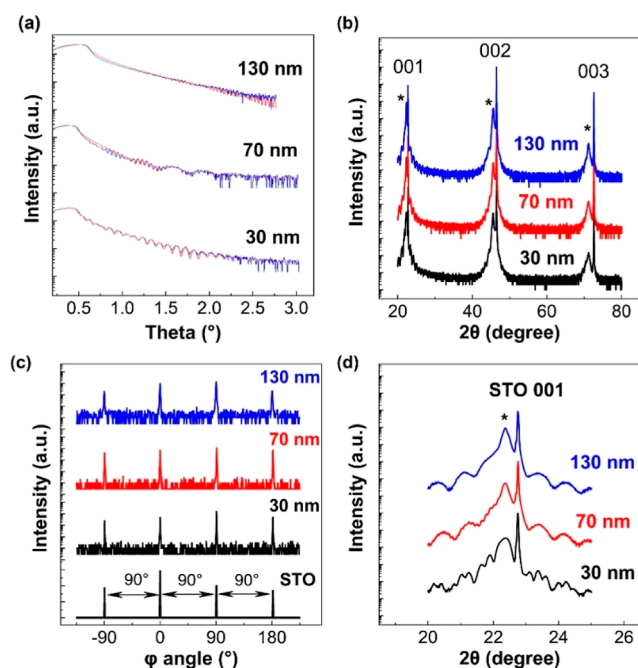 (a)
130 nm
70 nm
30 nm
Intensity (a.u.)
0.5 1.0 1.5 2.0 2.5 3.0
Theta (°)
(b)
001 002 003
* * *
130 nm
70 nm
30 nm
Intensity (a.u.)
20 40 60 80
2θ (degree)
(c)
130 nm
70 nm
30 nm
STO
90° 90° 90°
Intensity (a.u.)
-90 0 90 180
φ angle (°)
(d)
STO 001
*
130 nm
70 nm
30 nm
Intensity (a.u.)
20 21 22 23 24 25 26
2θ (degree)